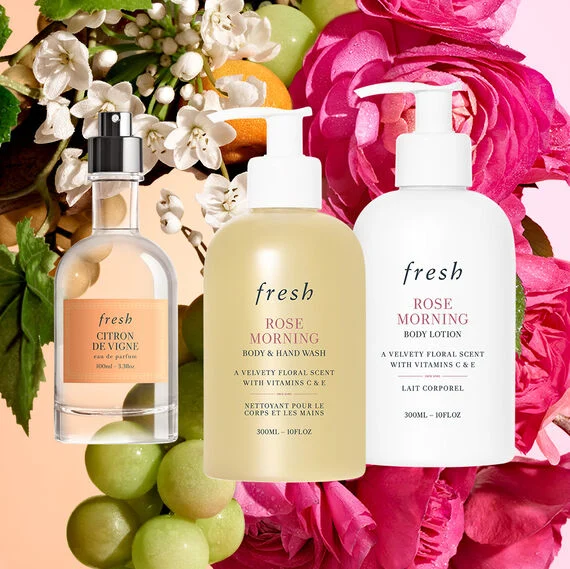 fresh
CITRON
DE VIGNE
eau de parfum
100ml - 3.3floz
fresh
ROSE
MORNING
BODY & HAND WASH
A VELVETY FLORAL SCENT
WITH VITAMINS C & E
NETTOYANT POUR LE
CORPS ET LES MAINS
300ML – 10FLOZ
fresh
ROSE
MORNING
BODY LOTION
A VELVETY FLORAL SCENT
WITH VITAMINS C & E
LAIT CORPOREL
300ML – 10FLOZ